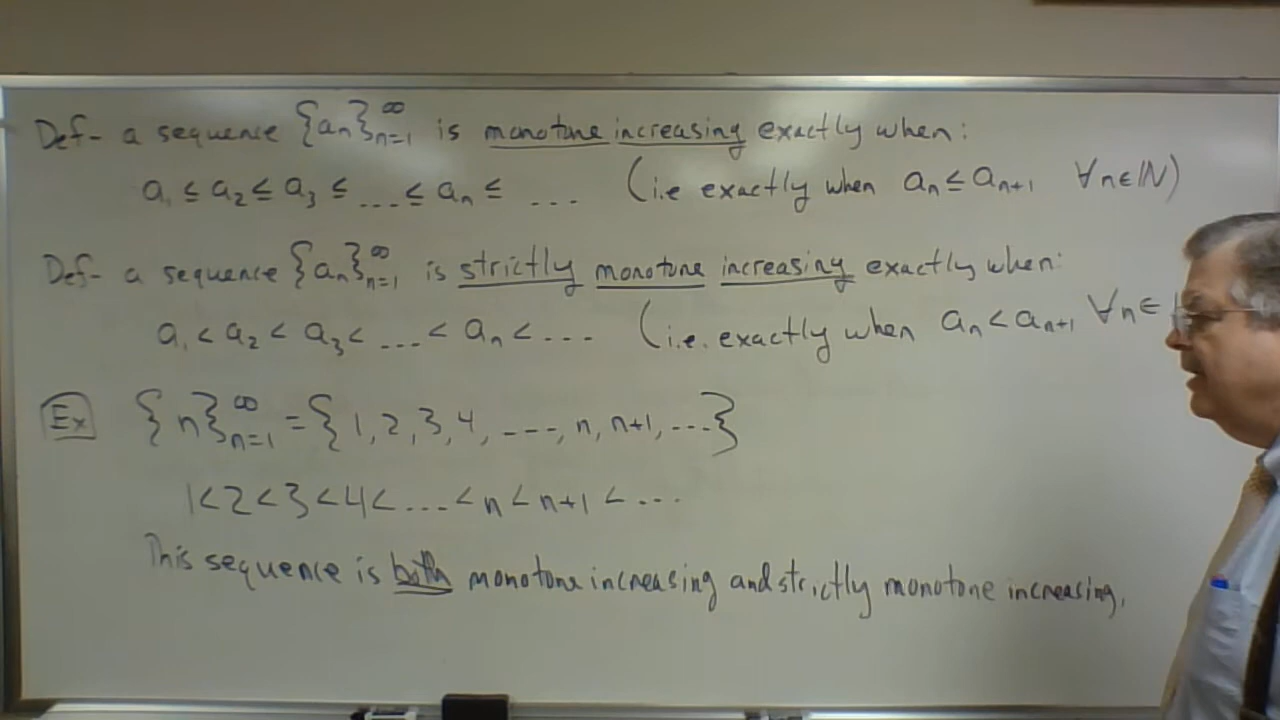 Def- a sequence {aₙ}ₙ₌₁^∞ is monotone increasing exactly when:
a₁ ≤ a₂ ≤ a₃ ≤ ... ≤ aₙ ≤ ... (i.e exactly when aₙ ≤ aₙ₊₁ ∀n∈ℕ)
Def- a sequence {aₙ}ₙ₌₁^∞ is strictly monotone increasing exactly when:
a₁ < a₂ < a₃ < ... < aₙ < ... (i.e. exactly when aₙ < aₙ₊₁ ∀n∈
Ex {n}ₙ₌₁^∞ = {1, 2, 3, 4, ----, n, n+1, ...}
1 < 2 < 3 < 4 < ... < n < n+1 < ...
This sequence is both monotone increasing and strictly monotone increasing.